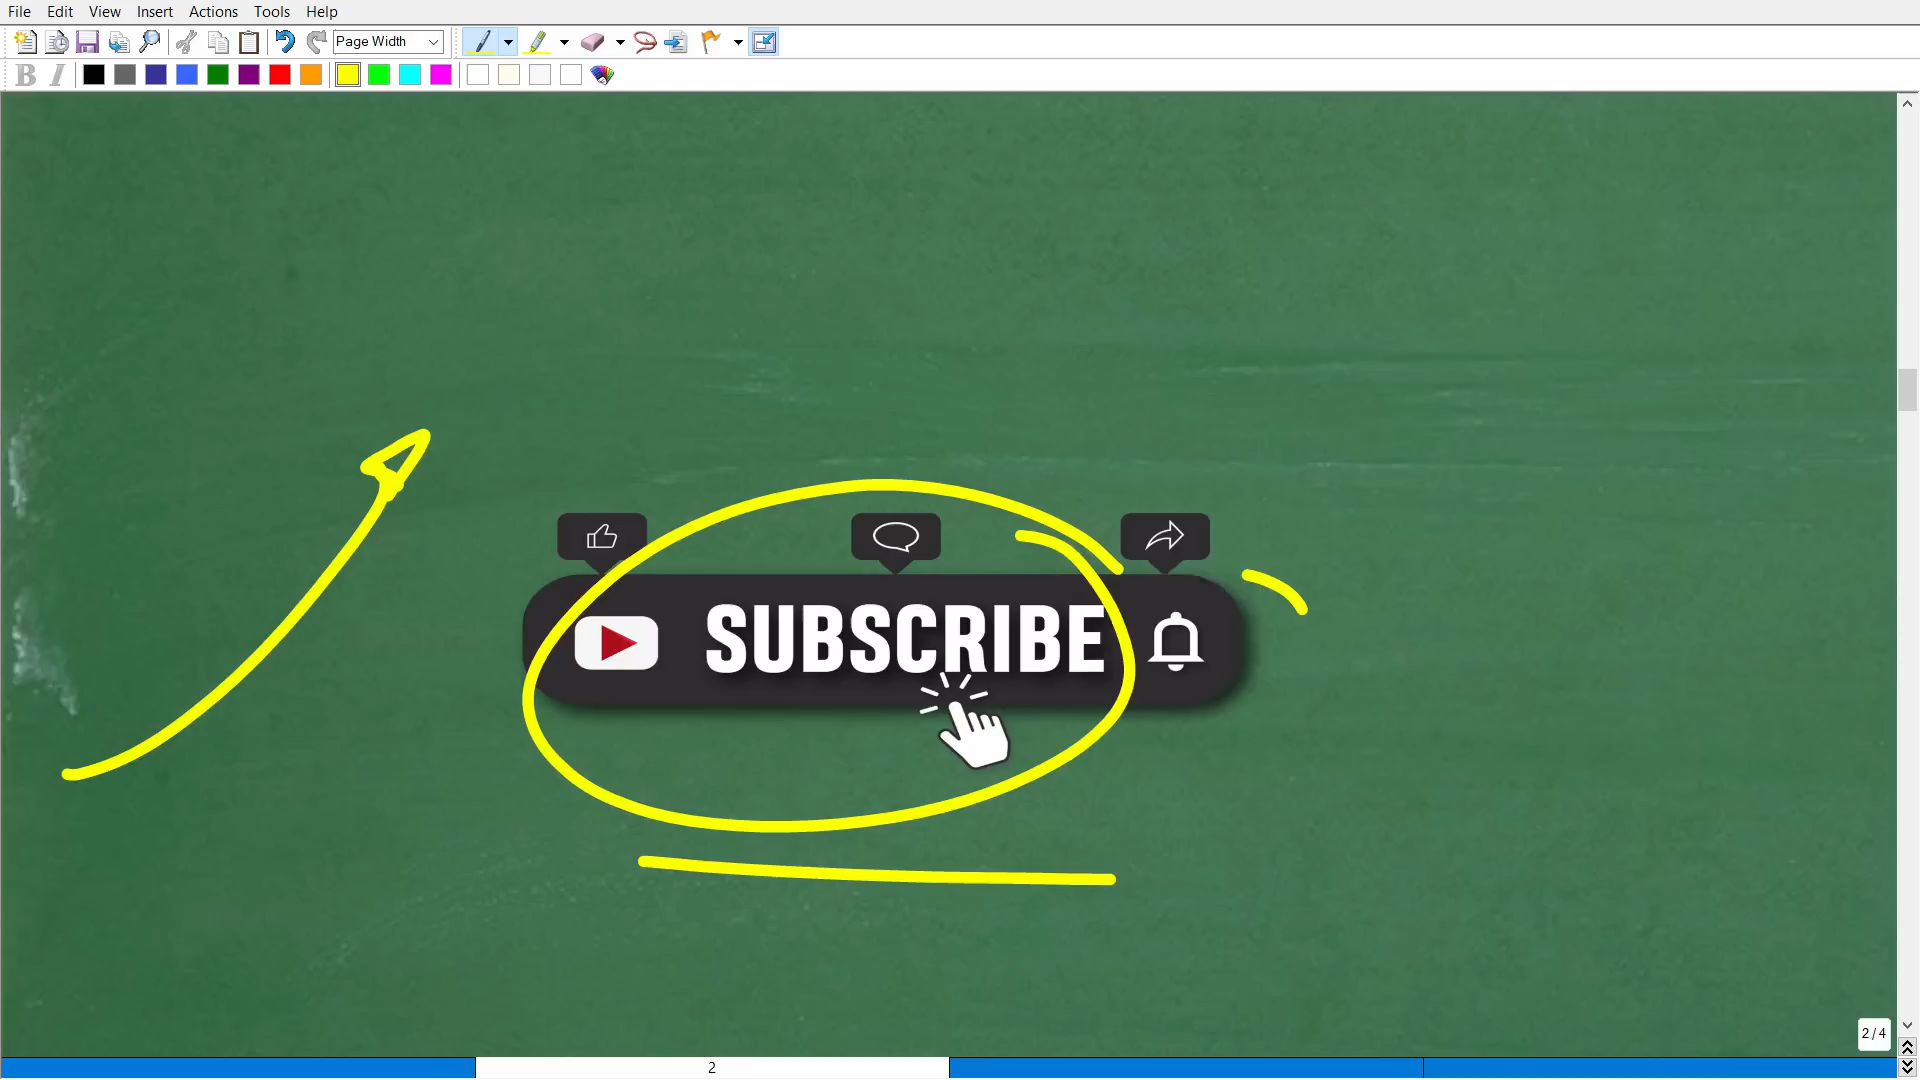 File Edit View Insert Actions Tools Help
Page Width
B I
SUBSCRIBE
2 / 4
2